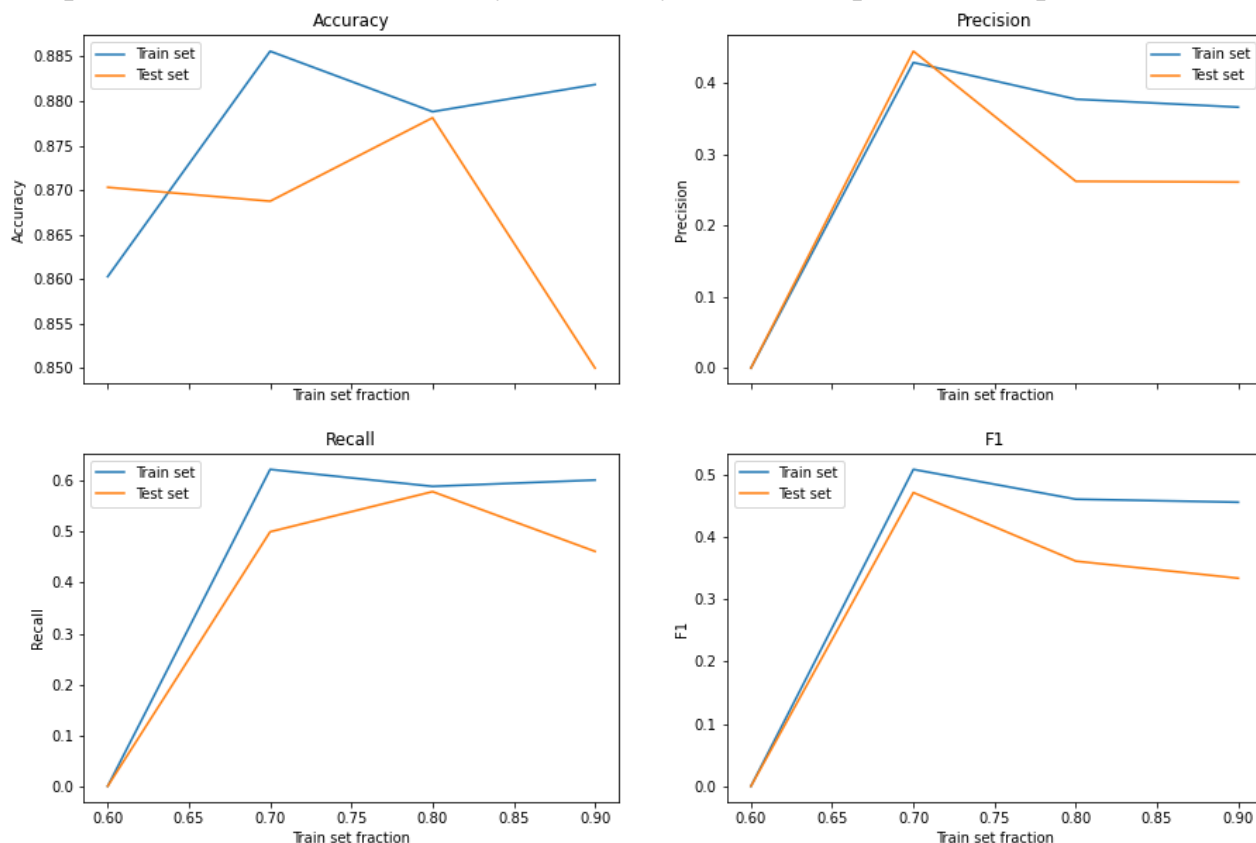 Accuracy
Precision
Train set
Test set
Train set
Test set
0.885
0.880
0.875
0.870
0.865
0.860
0.855
0.850
Accuracy
0.4
0.3
0.2
0.1
0.0
Precision
Train set fraction
Train set fraction
Recall
F1
Train set
Test set
Train set
Test set
0.6
0.5
0.4
0.3
0.2
0.1
0.0
Recall
0.5
0.4
0.3
0.2
0.1
0.0
F1
0.60 0.65 0.70 0.75 0.80 0.85 0.90
0.60 0.65 0.70 0.75 0.80 0.85 0.90
Train set fraction
Train set fraction